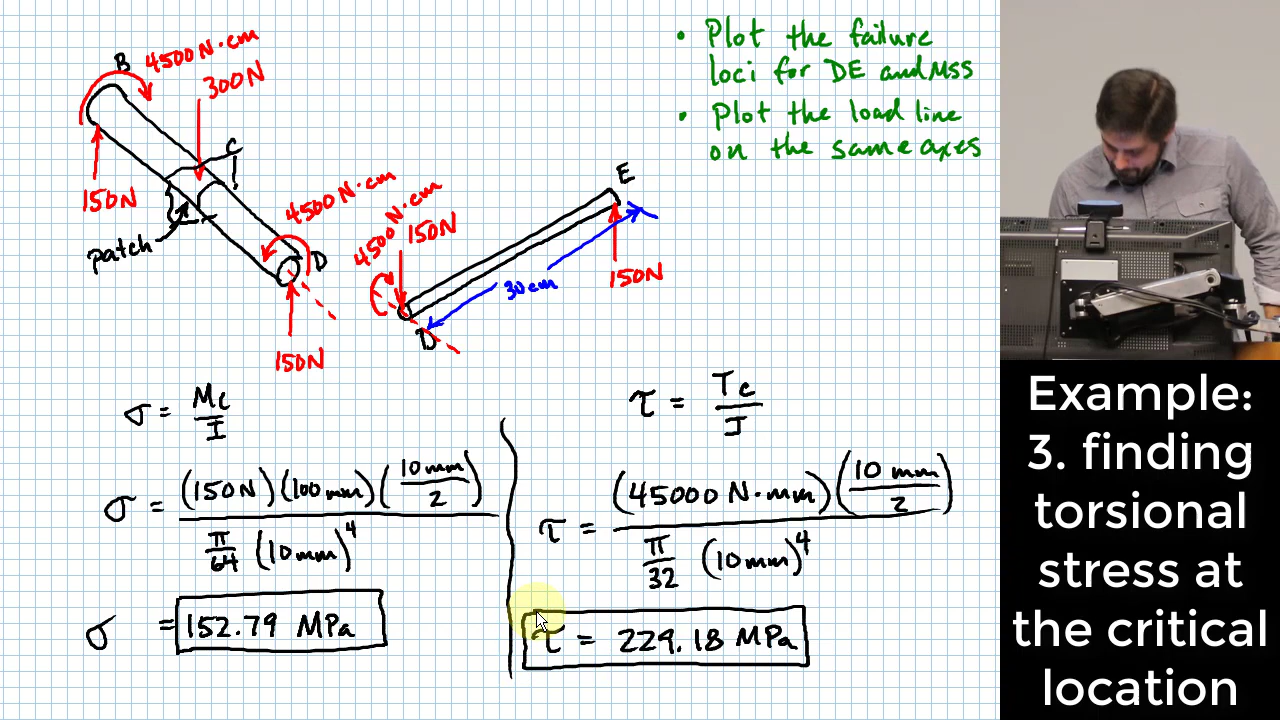 • Plot the failure
loci for DE and MSS
• Plot the load line
on the same axes
B
4500 N·cm
300N
C
150N
patch
4500 N·cm
D
150N
4500 N·cm
150N
E
30cm
150N
D
σ = Mc/I
σ = (150N)(100mm)(10mm/2) / π/64 (10mm)^4
σ = 152.79 MPa
τ = Tc/J
τ = (45000 N·mm)(10 mm/2) / π/32 (10mm)^4
τ = 229.18 MPa
Example:
3. finding
torsional
stress at
the critical
location